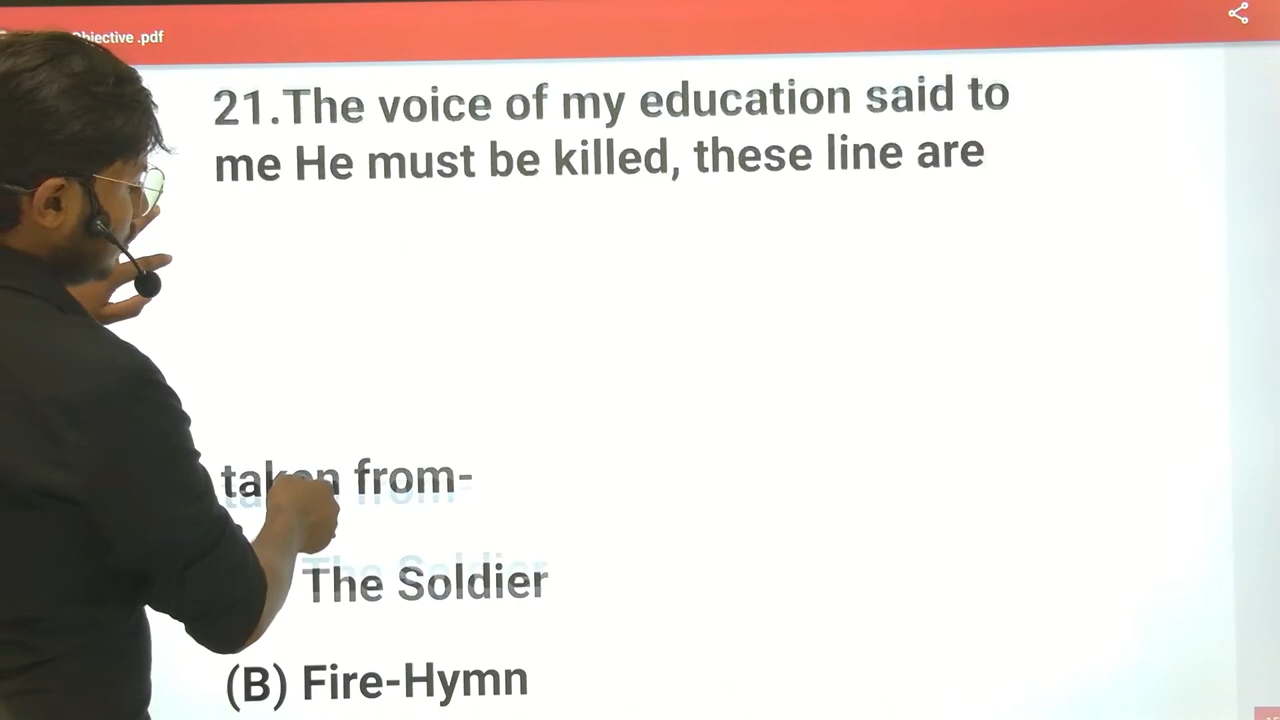 Objective .pdf
21.The voice of my education said to
me He must be killed, these line are
taken from-
The Soldier
(B) Fire-Hymn